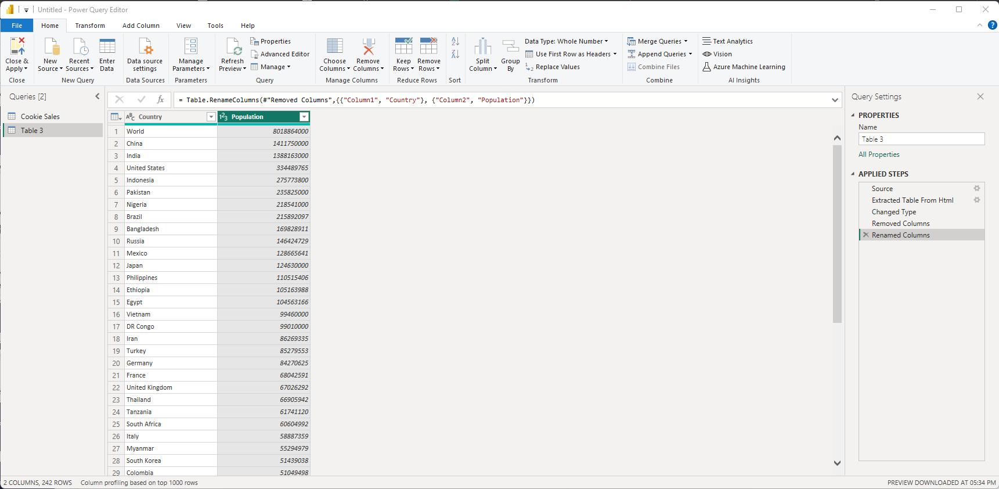 Untitled - Power Query Editor
File Home Transform Add Column View Tools Help
Close & Apply
Close
New Source
Recent Sources
Enter Data
New Query
Data source settings
Data Sources
Manage Parameters
Parameters
Refresh Preview
Properties
Advanced Editor
Manage
Query
Choose Columns
Remove Columns
Manage Columns
Keep Rows
Remove Rows
Reduce Rows
Sort
Split Column
Group By
Data Type: Whole Number
Use First Row as Headers
Replace Values
Transform
Merge Queries
Append Queries
Combine Files
Combine
Text Analytics
Vision
Azure Machine Learning
AI Insights
Queries [2]
Cookie Sales
Table 3
fx
= Table.RenameColumns(#"Removed Columns",{{"Column1", "Country"}, {"Column2", "Population"}})
ABC Country 123 Population
1 World 8018864000
2 China 1411750000
3 India 1388163000
4 United States 334489765
5 Indonesia 275773800
6 Pakistan 235825000
7 Nigeria 218541000
8 Brazil 215892097
9 Bangladesh 169828911
10 Russia 146424729
11 Mexico 128665641
12 Japan 124630000
13 Philippines 110515406
14 Ethiopia 105163988
15 Egypt 104563166
16 Vietnam 99460000
17 DR Congo 99010000
18 Iran 86269335
19 Turkey 85279553
20 Germany 84270625
21 France 68042591
22 United Kingdom 67026292
23 Thailand 66905942
24 Tanzania 61741120
25 South Africa 60604992
26 Italy 58887359
27 Myanmar 55294979
28 South Korea 51439038
29 Colombia 51049498
Query Settings
PROPERTIES
Name
Table 3
All Properties
APPLIED STEPS
Source
Extracted Table From Html
Changed Type
Removed Columns
Renamed Columns
2 COLUMNS, 242 ROWS Column profiling based on top 1000 rows
PREVIEW DOWNLOADED AT 05:34 PM